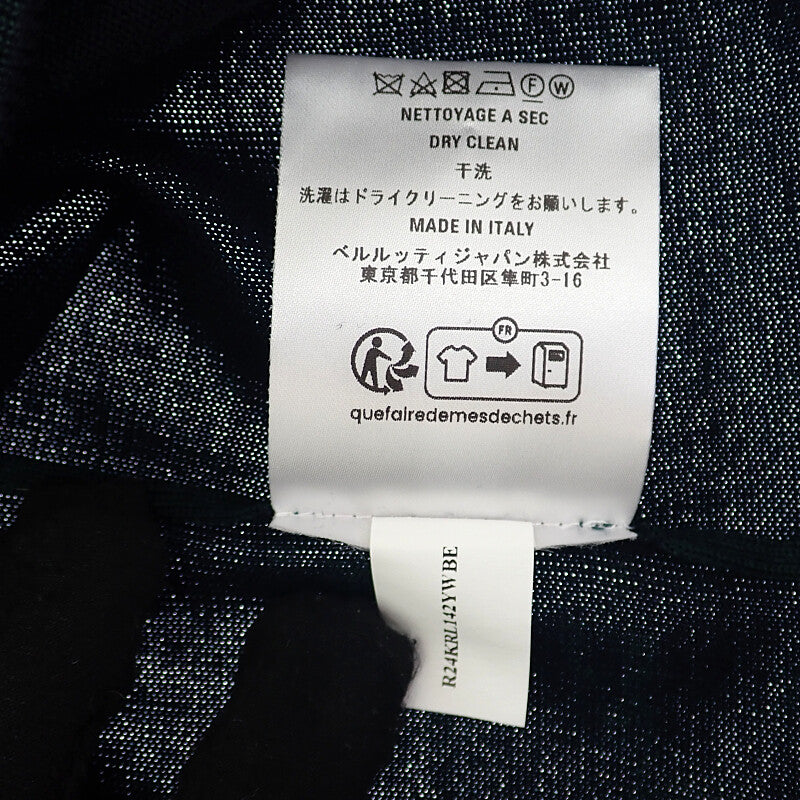 F W
NETTOYAGE A SEC
DRY CLEAN
干洗
洗濯はドライクリーニングをお願いします。
MADE IN ITALY
ベルルッティジャパン株式会社
東京都千代田区隼町3-16
FR
quefairedemesdechets.fr
R24KRL142YWBE